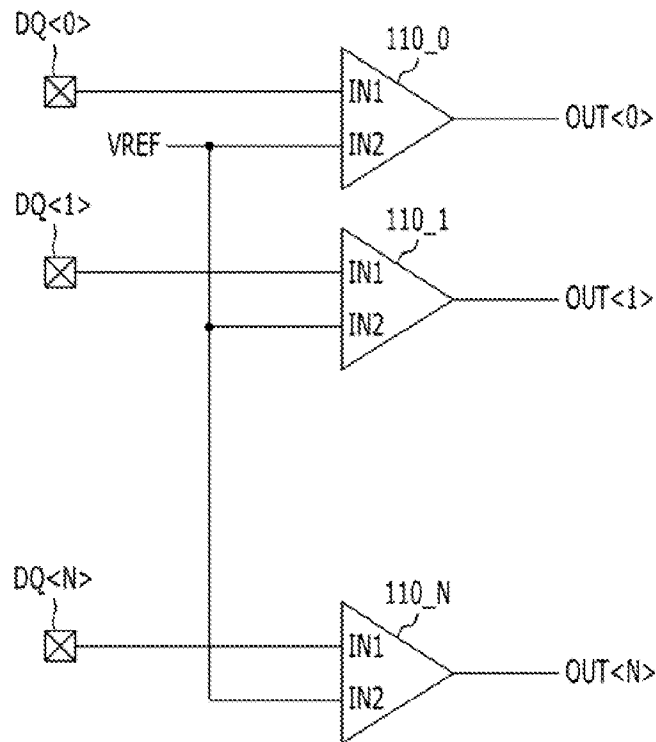 DQ<0>
110_0
IN1
OUT<0>
VREF
IN2
DQ<1>
110_1
IN1
OUT<1>
IN2
DQ<N>
110_N
IN1
OUT<N>
IN2